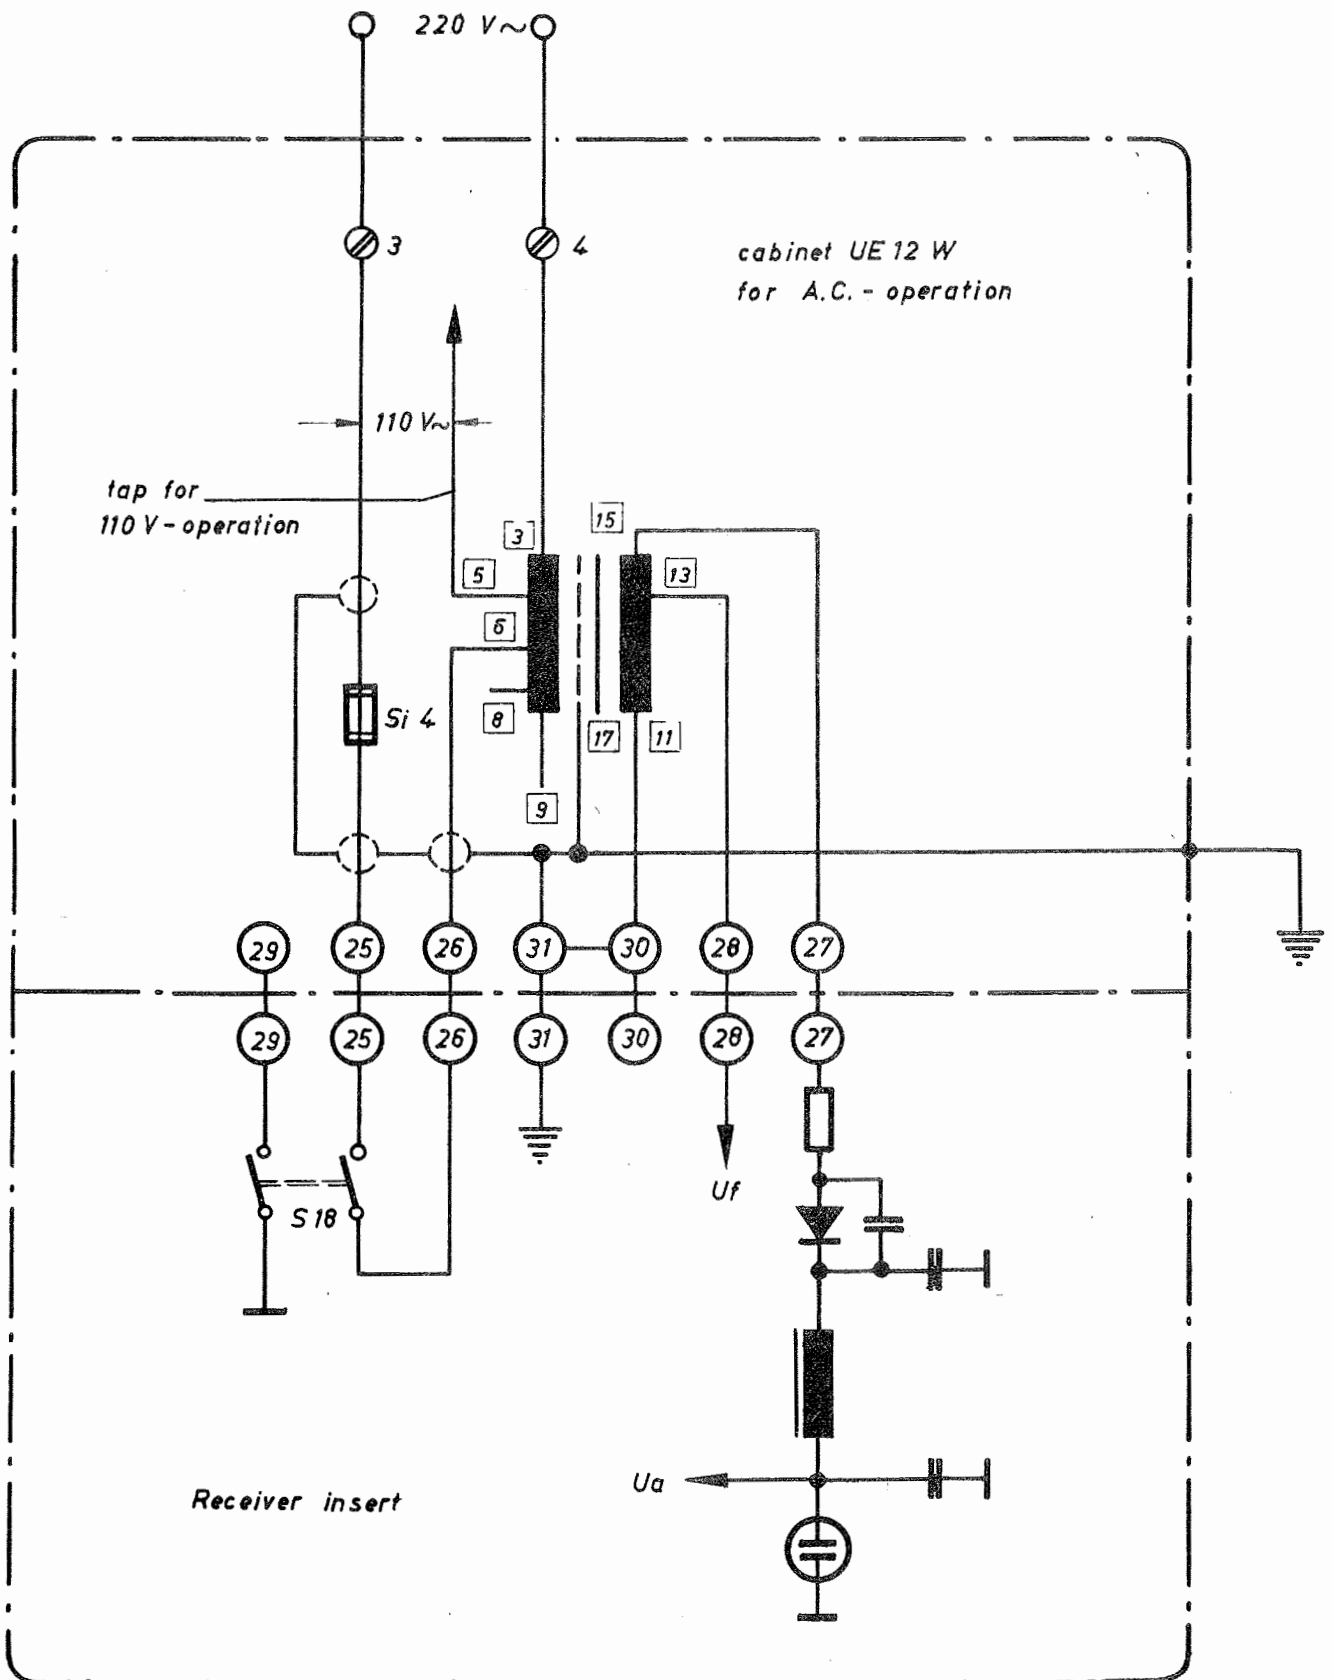 220 V~
3
4
cabinet UE 12 W
for A.C. - operation
110 V~
tap for
110 V - operation
3
15
5
13
6
Si 4
8
17
11
9
29
25
26
31
30
28
27
29
25
26
31
30
28
27
S 18
Uf
Ua
Receiver insert